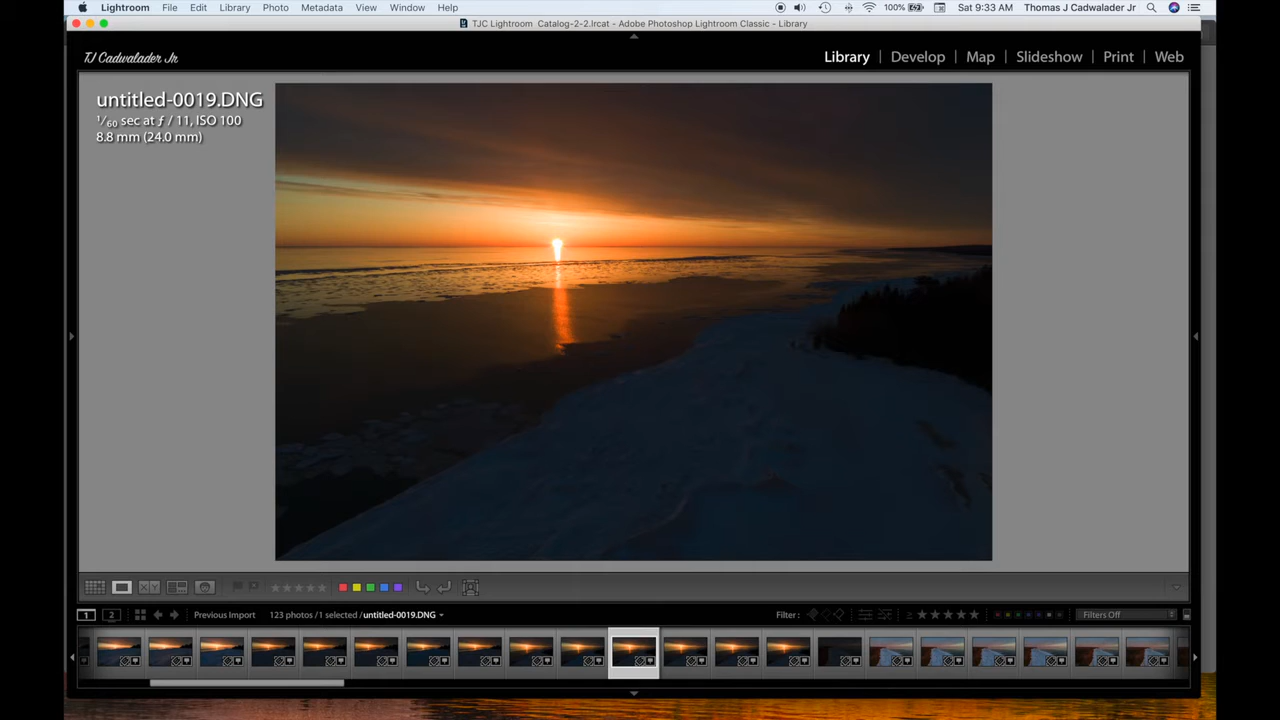 Lightroom File Edit Library Photo Metadata View Window Help 100% Sat 9:33 AM Thomas J Cadwalader Jr
TJC Lightroom Catalog-2-2.lrcat - Adobe Photoshop Lightroom Classic - Library
TJ Cadwalader Jr Library | Develop | Map | Slideshow | Print | Web
untitled-0019.DNG
1/60 sec at ƒ / 11, ISO 100
8.8 mm (24.0 mm)
X Y
1 2 Previous Import 123 photos / 1 selected / untitled-0019.DNG Filter: ≥ Filters Off